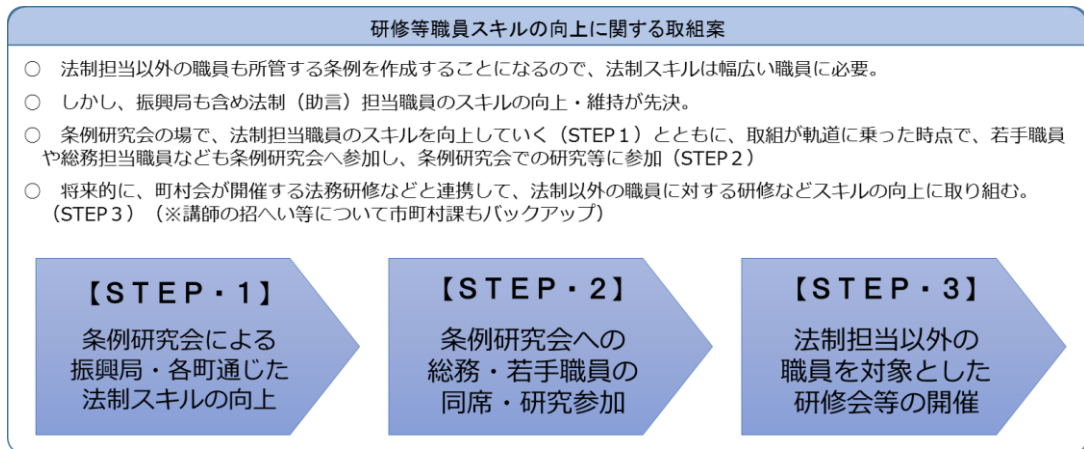 研修等職員スキルの向上に関する取組案
○　法制担当以外の職員も所管する条例を作成することになるので、法制スキルは幅広い職員に必要。
○　しかし、振興局も含め法制（助言）担当職員のスキルの向上・維持が先決。
○　条例研究会の場で、法制担当職員のスキルを向上していく（STEP１）とともに、取組が軌道に乗った時点で、若手職員
や総務担当職員なども条例研究会へ参加し、条例研究会での研究等に参加（STEP２）
○　将来的に、町村会が開催する法務研修などと連携して、法制以外の職員に対する研修などスキルの向上に取り組む。
（STEP３）（※講師の招へい等について市町村課もバックアップ）
【ＳＴＥＰ・１】
条例研究会による
振興局・各町通じた
法制スキルの向上
【ＳＴＥＰ・２】
条例研究会への
総務・若手職員の
同席・研究参加
【ＳＴＥＰ・３】
法制担当以外の
職員を対象とした
研修会等の開催